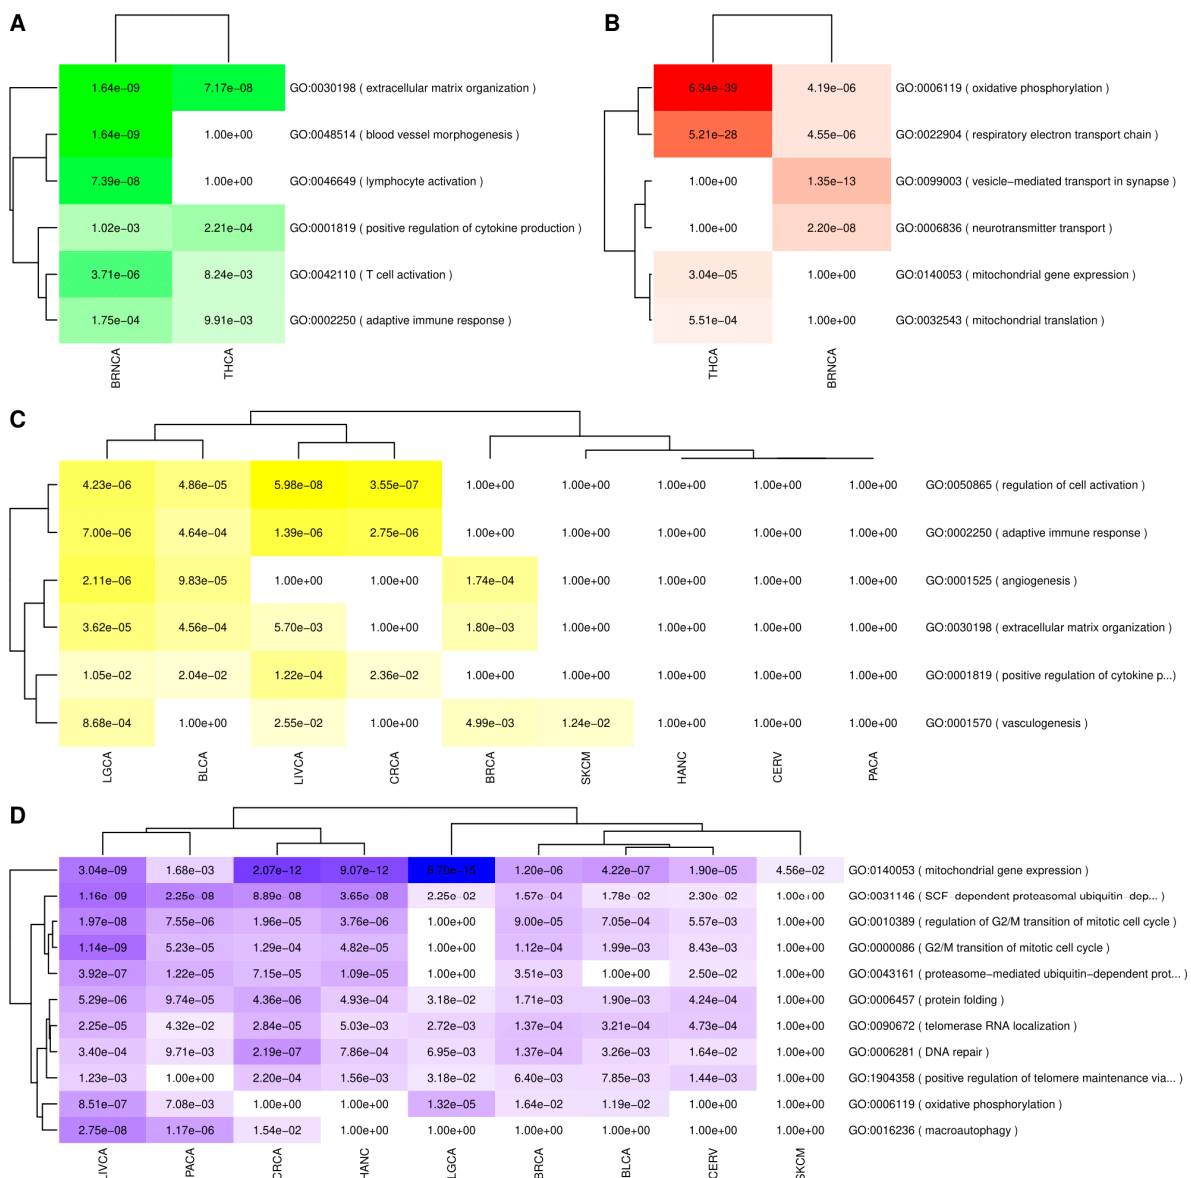 A
1.64e−09 7.17e−08 GO:0030198 ( extracellular matrix organization )
1.64e−09 1.00e+00 GO:0048514 ( blood vessel morphogenesis )
7.39e−08 1.00e+00 GO:0046649 ( lymphocyte activation )
1.02e−03 2.21e−04 GO:0001819 ( positive regulation of cytokine production )
3.71e−06 8.24e−03 GO:0042110 ( T cell activation )
1.75e−04 9.91e−03 GO:0002250 ( adaptive immune response )
BRNCA THCA
B
6.34e−39 4.19e−06 GO:0006119 ( oxidative phosphorylation )
5.21e−28 4.55e−06 GO:0022904 ( respiratory electron transport chain )
1.00e+00 1.35e−13 GO:0099003 ( vesicle−mediated transport in synapse )
1.00e+00 2.20e−08 GO:0006836 ( neurotransmitter transport )
3.04e−05 1.00e+00 GO:0140053 ( mitochondrial gene expression )
5.51e−04 1.00e+00 GO:0032543 ( mitochondrial translation )
THCA BRNCA
C
4.23e−06 4.86e−05 5.98e−08 3.55e−07 1.00e+00 1.00e+00 1.00e+00 1.00e+00 1.00e+00 GO:0050865 ( regulation of cell activation )
7.00e−06 4.64e−04 1.39e−06 2.75e−06 1.00e+00 1.00e+00 1.00e+00 1.00e+00 1.00e+00 GO:0002250 ( adaptive immune response )
2.11e−06 9.83e−05 1.00e+00 1.00e+00 1.74e−04 1.00e+00 1.00e+00 1.00e+00 1.00e+00 GO:0001525 ( angiogenesis )
3.62e−05 4.56e−04 5.70e−03 1.00e+00 1.80e−03 1.00e+00 1.00e+00 1.00e+00 1.00e+00 GO:0030198 ( extracellular matrix organization )
1.05e−02 2.04e−02 1.22e−04 2.36e−02 1.00e+00 1.00e+00 1.00e+00 1.00e+00 1.00e+00 GO:0001819 ( positive regulation of cytokine p...)
8.68e−04 1.00e+00 2.55e−02 1.00e+00 4.99e−03 1.24e−02 1.00e+00 1.00e+00 1.00e+00 GO:0001570 ( vasculogenesis )
LGCA BLCA LIVCA CRCA BRCA SKCM HANC CERV PACA
D
3.04e−09 1.68e−03 2.07e−12 9.07e−12 6.70e−15 1.20e−06 4.22e−07 1.90e−05 4.56e−02 GO:0140053 ( mitochondrial gene expression )
1.16e−09 2.25e−08 8.89e−08 3.65e−08 2.25e−02 1.57e−04 1.78e−02 2.30e−02 1.00e+00 GO:0031146 ( SCF−dependent proteasomal ubiquitin−dep... )
1.97e−08 7.55e−06 1.96e−05 3.76e−06 1.00e+00 9.00e−05 7.05e−04 5.57e−03 1.00e+00 GO:0010389 ( regulation of G2/M transition of mitotic cell cycle )
1.14e−09 5.23e−05 1.29e−04 4.82e−05 1.00e+00 1.12e−04 1.99e−03 8.43e−03 1.00e+00 GO:0000086 ( G2/M transition of mitotic cell cycle )
3.92e−07 1.22e−05 7.15e−05 1.09e−05 1.00e+00 3.51e−03 1.00e+00 2.50e−02 1.00e+00 GO:0043161 ( proteasome−mediated ubiquitin−dependent prot... )
5.29e−06 9.74e−05 4.36e−06 4.93e−04 3.18e−02 1.71e−03 1.90e−03 4.24e−04 1.00e+00 GO:0006457 ( protein folding )
2.25e−05 4.32e−02 2.84e−05 5.03e−03 2.72e−03 1.37e−04 3.21e−04 4.73e−04 1.00e+00 GO:0090672 ( telomerase RNA localization )
3.40e−04 9.71e−03 2.19e−07 7.86e−04 6.95e−03 1.37e−04 3.26e−03 1.64e−02 1.00e+00 GO:0006281 ( DNA repair )
1.23e−03 1.00e+00 2.20e−04 1.56e−03 3.18e−02 6.40e−03 7.85e−03 1.44e−03 1.00e+00 GO:1904358 ( positive regulation of telomere maintenance via... )
8.51e−07 7.08e−03 1.00e+00 1.00e+00 1.32e−05 1.64e−02 1.19e−02 1.00e+00 1.00e+00 GO:0006119 ( oxidative phosphorylation )
2.75e−08 1.17e−06 1.54e−02 1.00e+00 1.00e+00 1.00e+00 1.00e+00 1.00e+00 1.00e+00 GO:0016236 ( macroautophagy )
LIVCA PACA CRCA HANC LGCA BRCA BLCA CERV SKCM